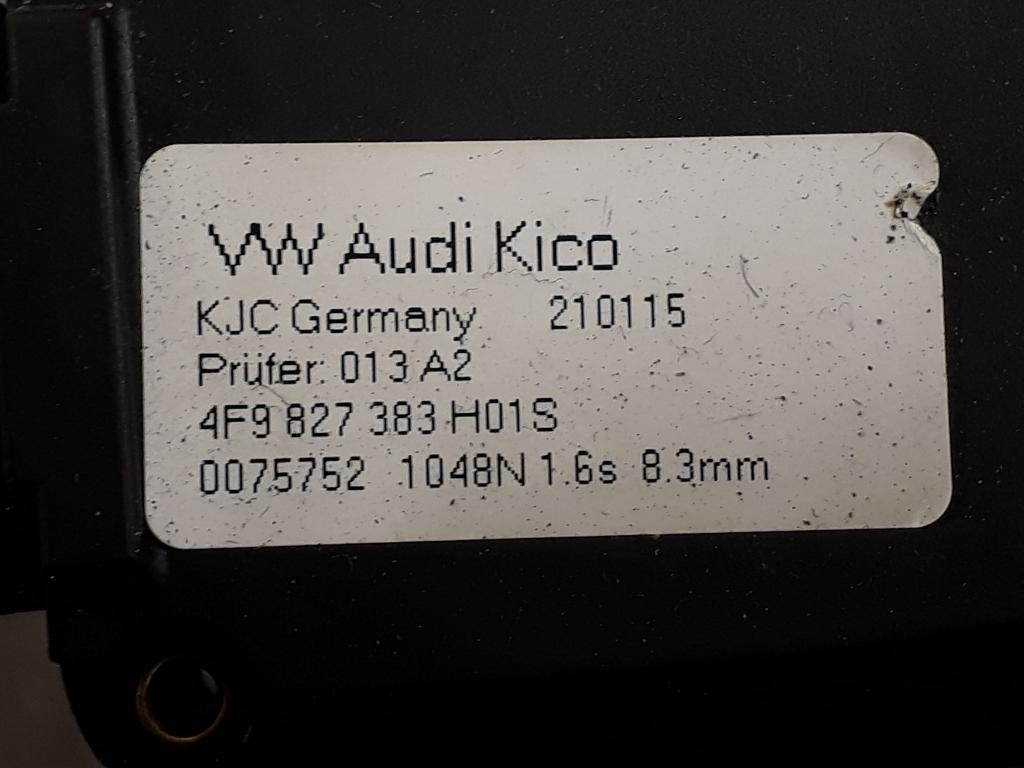 VW Audi Kico
KJC Germany 210115
Prüfer: 013 A2
4F9 827 383 H01S
0075752 1048N 1.6s 8.3mm